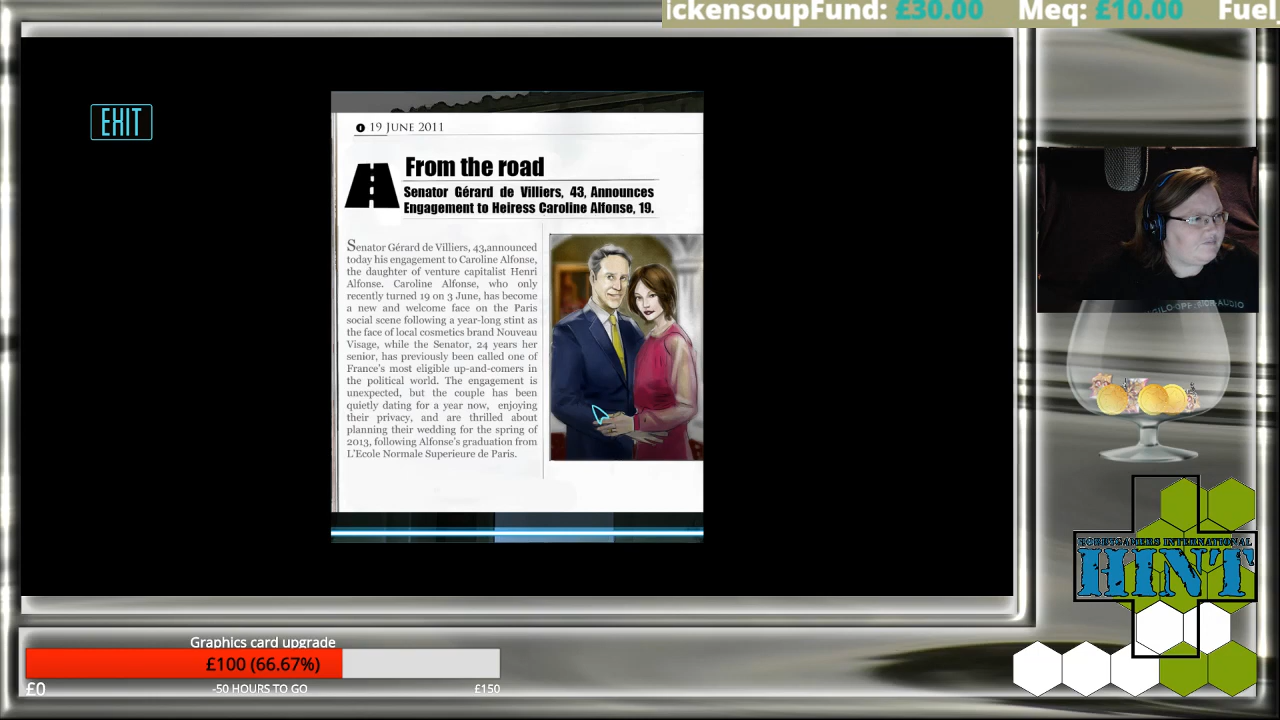 ickensoupFund: £30.00 Meq: £10.00 Fuel
EXIT
19 JUNE 2011
From the road
Senator Gérard de Villiers, 43, Announces
Engagement to Heiress Caroline Alfonse, 19.
Senator Gérard de Villiers, 43,announced
today his engagement to Caroline Alfonse,
the daughter of venture capitalist Henri
Alfonse. Caroline Alfonse, who only
recently turned 19 on 3 June, has become
a new and welcome face on the Paris
social scene following a year-long stint as
the face of local cosmetics brand Nouveau
Visage, while the Senator, 24 years her
senior, has previously been called one of
France's most eligible up-and-comers in
the political world. The engagement is
unexpected, but the couple has been
quietly dating for a year now, enjoying
their privacy, and are thrilled about
planning their wedding for the spring of
2013, following Alfonse's graduation from
L'Ecole Normale Superieure de Paris.
INTERNATIONAL
HINT
Graphics card upgrade
£100 (66.67%)
£0
-50 HOURS TO GO
£150